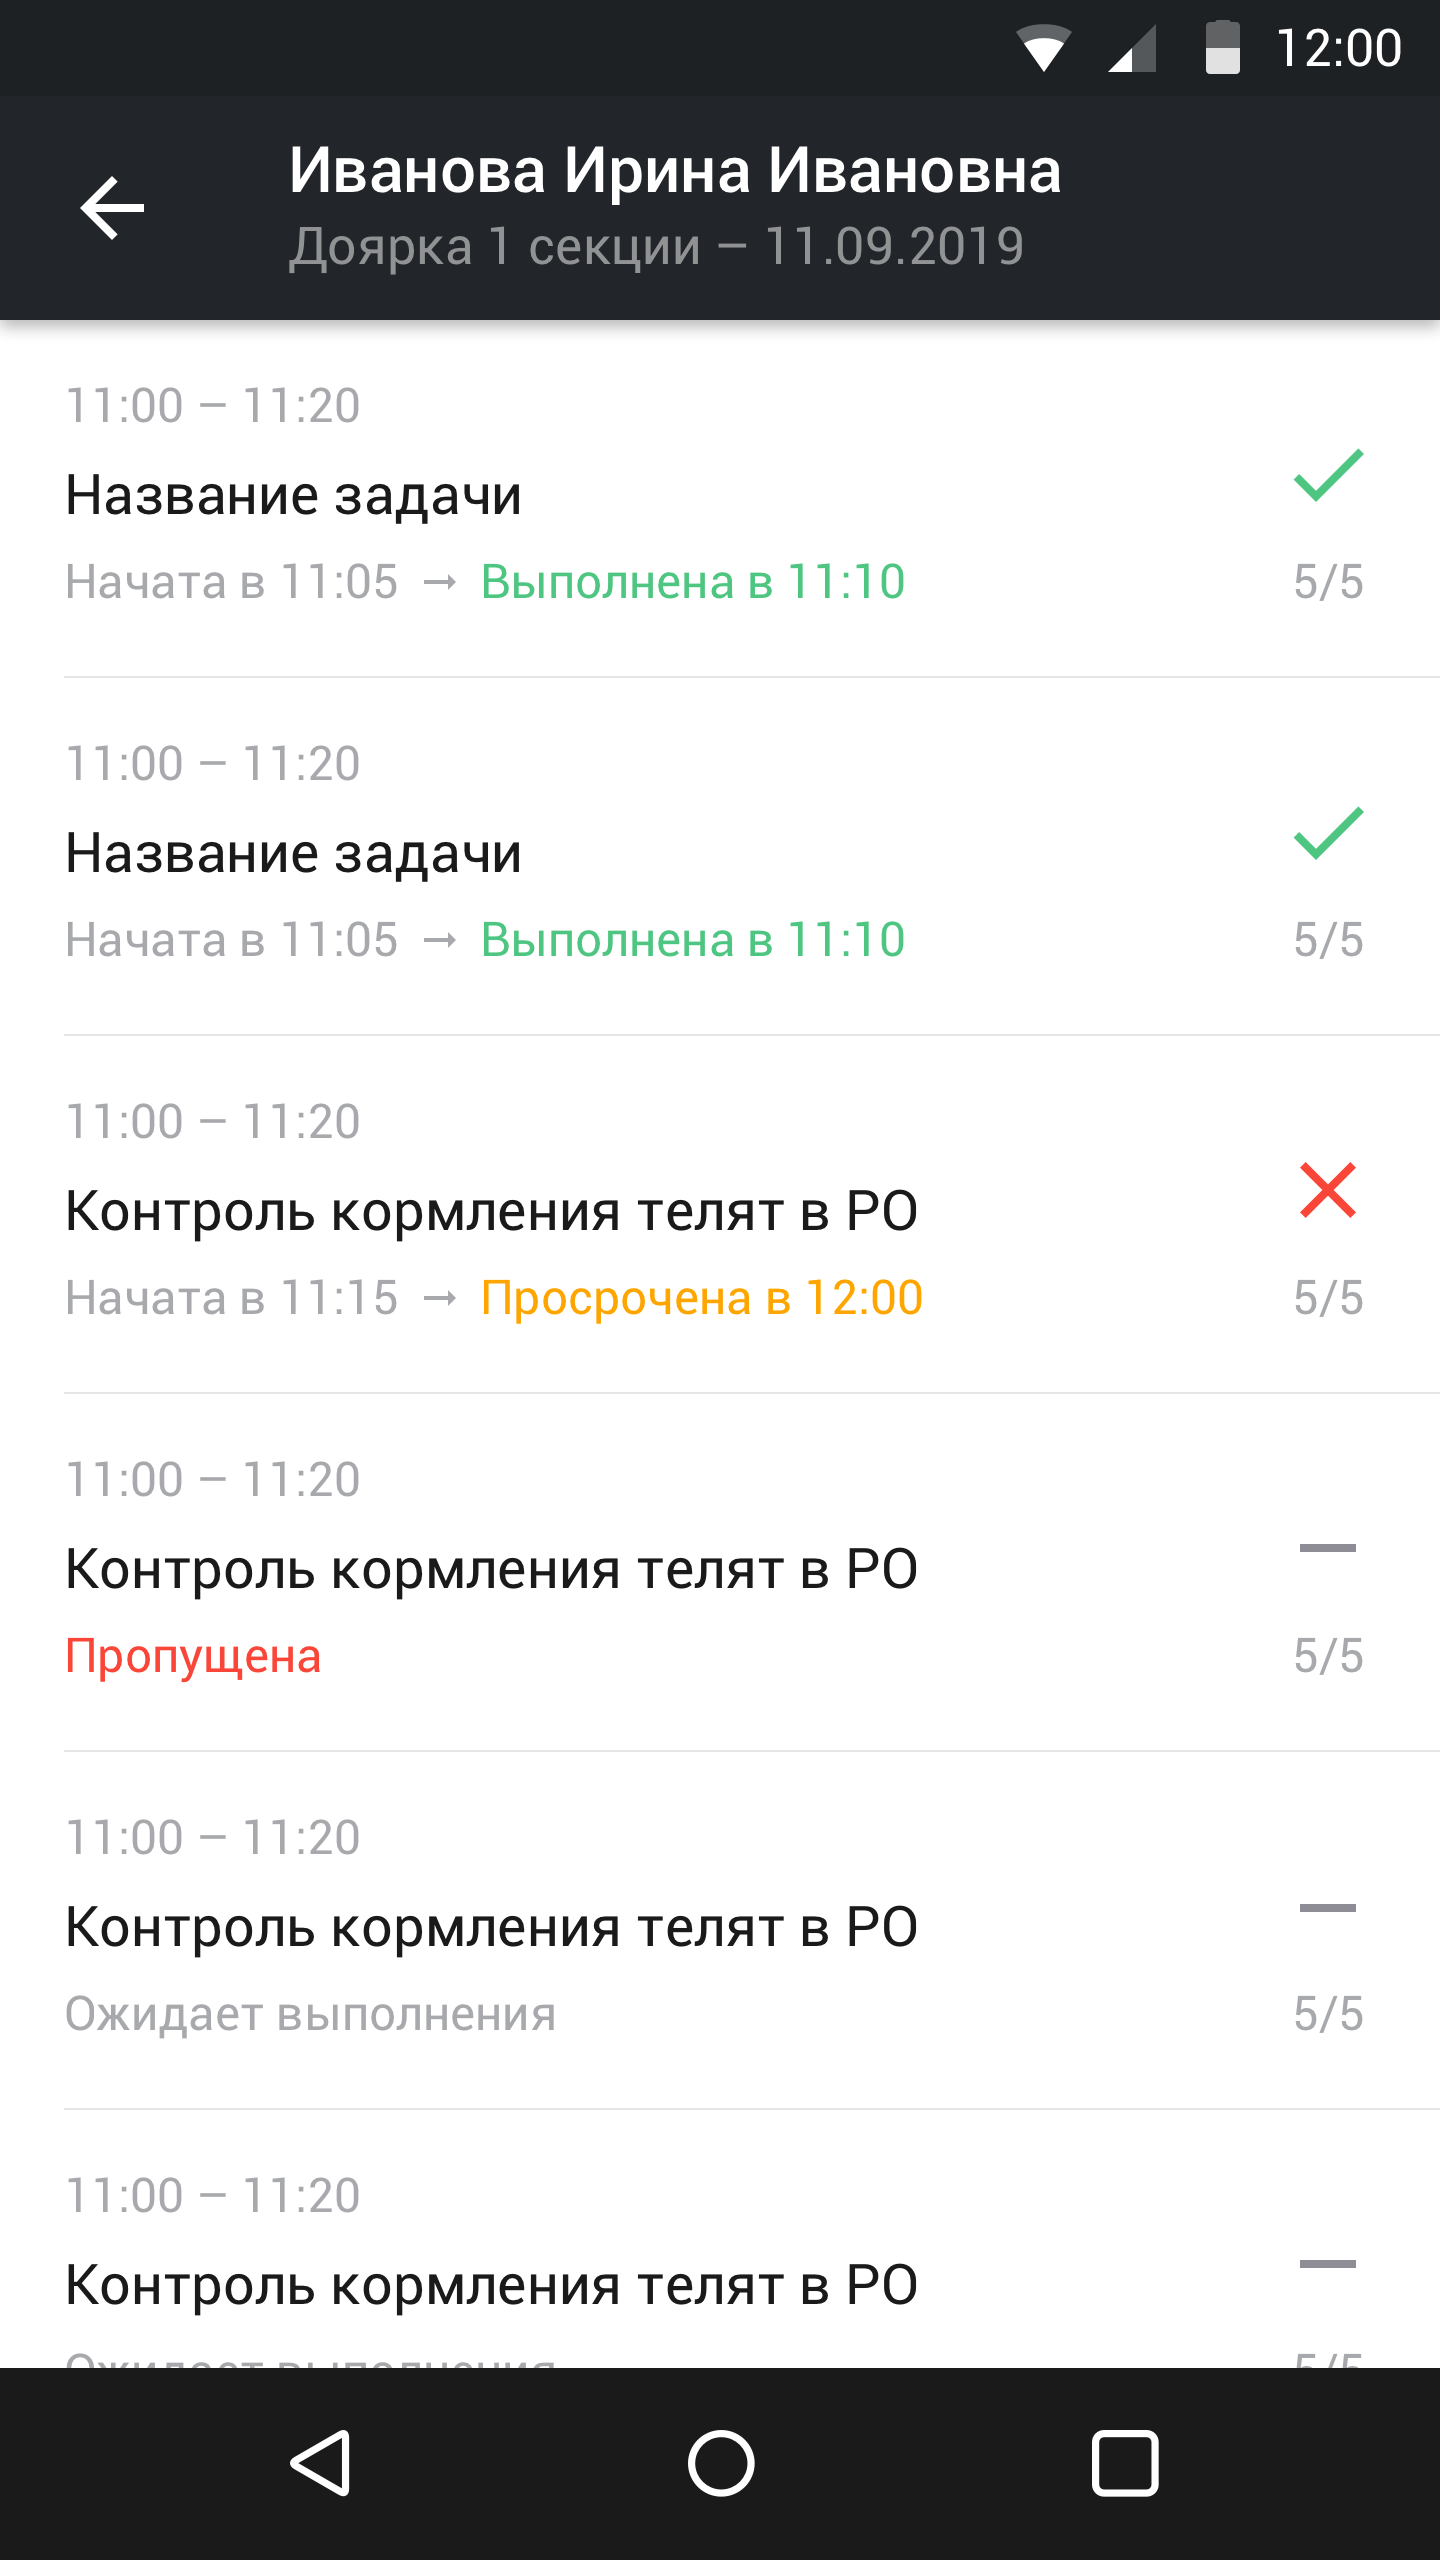 12:00
Иванова Ирина Ивановна
Доярка 1 секции – 11.09.2019
11:00 – 11:20
Название задачи
Начата в 11:05 → Выполнена в 11:10 5/5
11:00 – 11:20
Название задачи
Начата в 11:05 → Выполнена в 11:10 5/5
11:00 – 11:20
Контроль кормления телят в РО
Начата в 11:15 → Просрочена в 12:00 5/5
11:00 – 11:20
Контроль кормления телят в РО
Пропущена 5/5
11:00 – 11:20
Контроль кормления телят в РО
Ожидает выполнения 5/5
11:00 – 11:20
Контроль кормления телят в РО
Ожидает выполнения 5/5